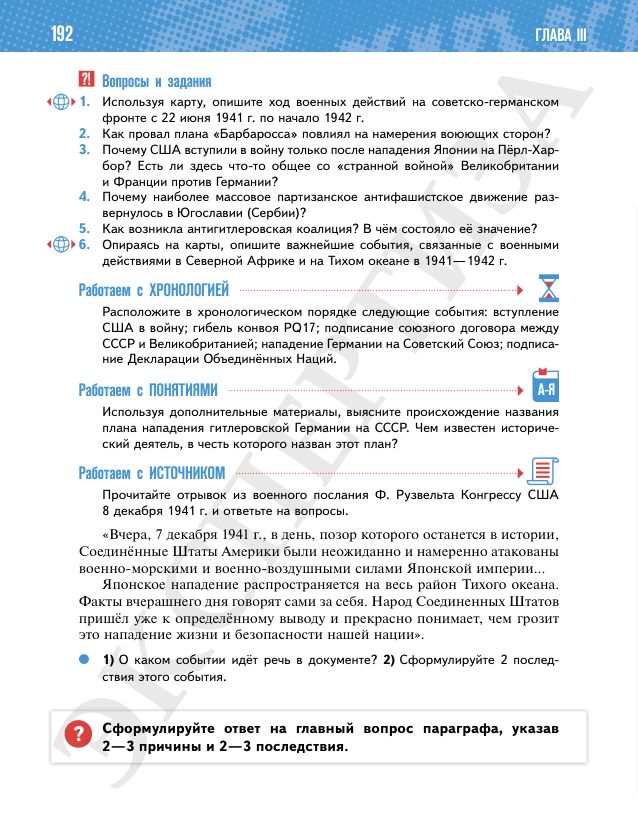 192
ГЛАВА III
?! Вопросы и задания
1. Используя карту, опишите ход военных действий на советско-германском
фронте с 22 июня 1941 г. по начало 1942 г.
2. Как провал плана «Барбаросса» повлиял на намерения воюющих сторон?
3. Почему США вступили в войну только после нападения Японии на Пёрл-Хар-
бор? Есть ли здесь что-то общее со «странной войной» Великобритании
и Франции против Германии?
4. Почему наиболее массовое партизанское антифашистское движение раз-
вернулось в Югославии (Сербии)?
5. Как возникла антигитлеровская коалиция? В чём состояло её значение?
6. Опираясь на карты, опишите важнейшие события, связанные с военными
действиями в Северной Африке и на Тихом океане в 1941—1942 г.
Работаем с ХРОНОЛОГИЕЙ
Расположите в хронологическом порядке следующие события: вступление
США в войну; гибель конвоя PQ17; подписание союзного договора между
СССР и Великобританией; нападение Германии на Советский Союз; подписа-
ние Декларации Объединённых Наций.
Работаем с ПОНЯТИЯМИ
А-Я
Используя дополнительные материалы, выясните происхождение названия
плана нападения гитлеровской Германии на СССР. Чем известен историче-
ский деятель, в честь которого назван этот план?
Работаем с ИСТОЧНИКОМ
Прочитайте отрывок из военного послания Ф. Рузвельта Конгрессу США
8 декабря 1941 г. и ответьте на вопросы.
«Вчера, 7 декабря 1941 г., в день, позор которого останется в истории,
Соединённые Штаты Америки были неожиданно и намеренно атакованы
военно-морскими и военно-воздушными силами Японской империи...
Японское нападение распространяется на весь район Тихого океана.
Факты вчерашнего дня говорят сами за себя. Народ Соединенных Штатов
пришёл уже к определённому выводу и прекрасно понимает, чем грозит
это нападение жизни и безопасности нашей нации».
1) О каком событии идёт речь в документе? 2) Сформулируйте 2 послед-
ствия этого события.
? Сформулируйте ответ на главный вопрос параграфа, указав
2—3 причины и 2—3 последствия.
ЭКСПЕРТИЗА